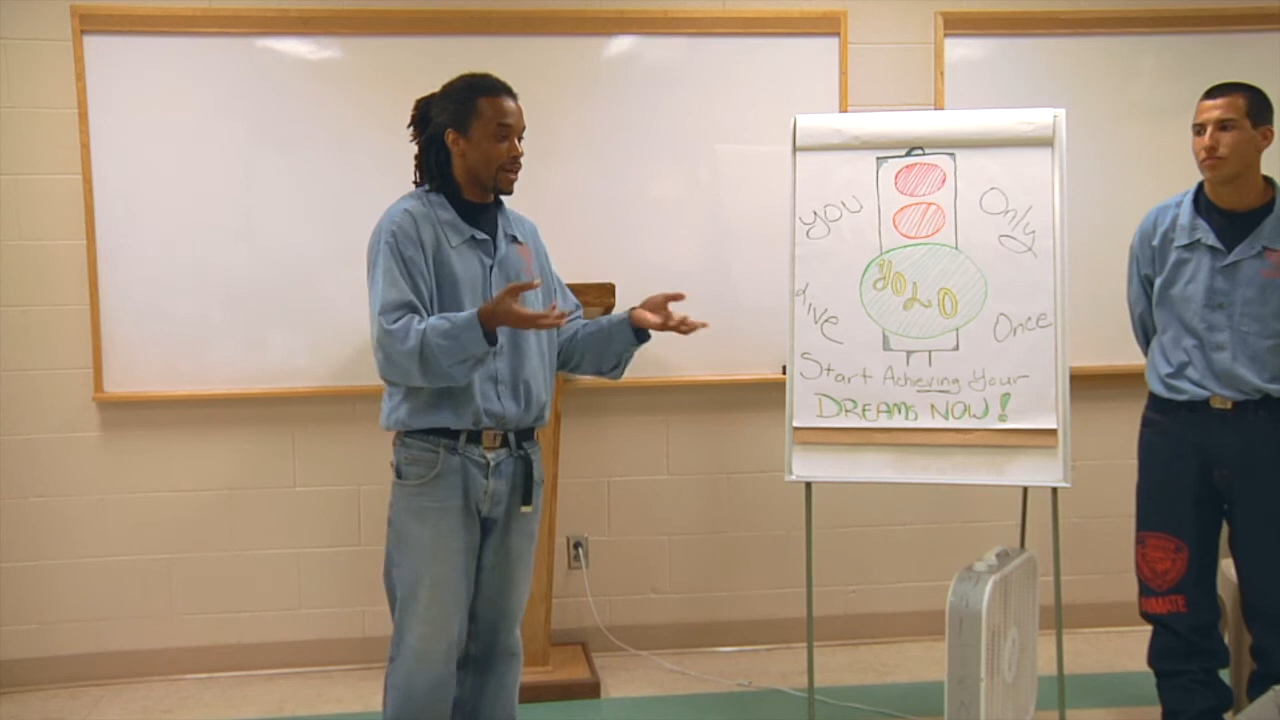 You Only
YOLO
Live Once
Start Achieving Your
DREAMS NOW!
INMATE